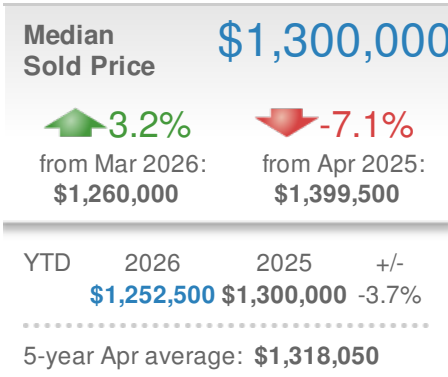 Median $1,300,000
Sold Price
3.2% -7.1%
from Mar 2026: from Apr 2025:
$1,260,000 $1,399,500
YTD 2026 2025 +/-
$1,252,500 $1,300,000 -3.7%
5-year Apr average: $1,318,050